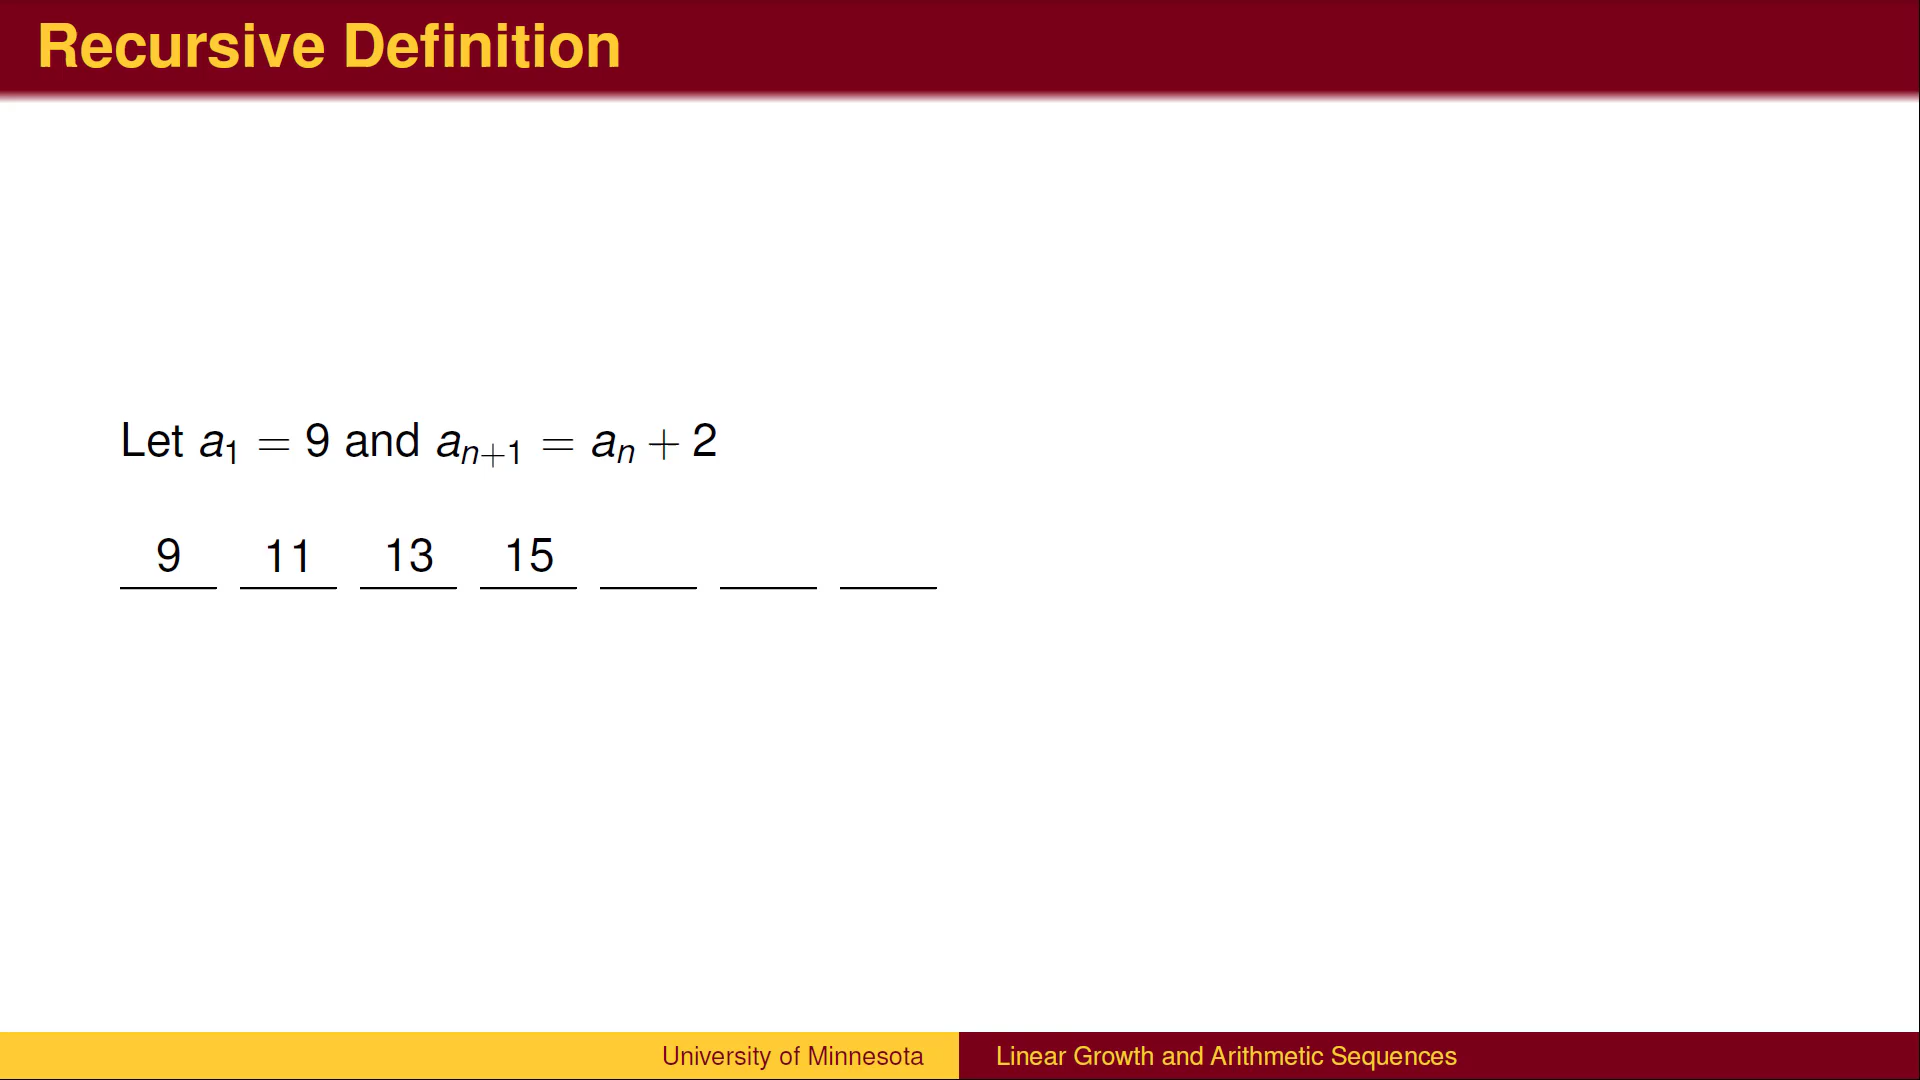 Recursive Definition
Let a₁ = 9 and aₙ₊₁ = aₙ + 2
9 11 13 15
University of Minnesota Linear Growth and Arithmetic Sequences